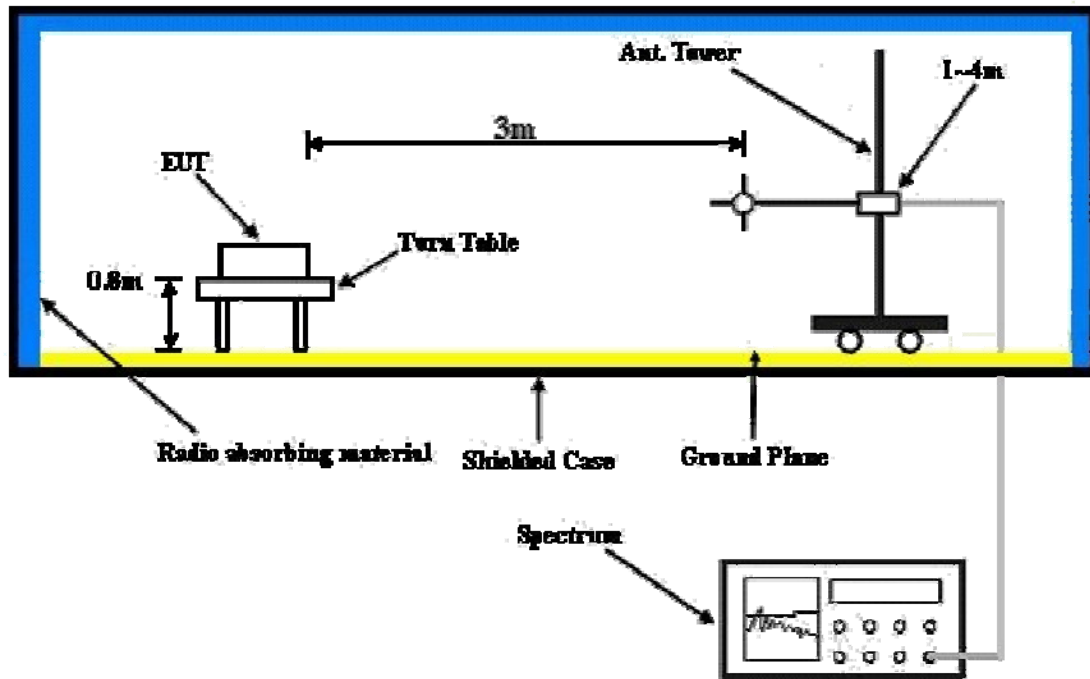 Ant. Tower
1~4m
3m
EUT
Turn Table
0.8m
Radio absorbing material
Shielded Case
Ground Plane
Spectrum